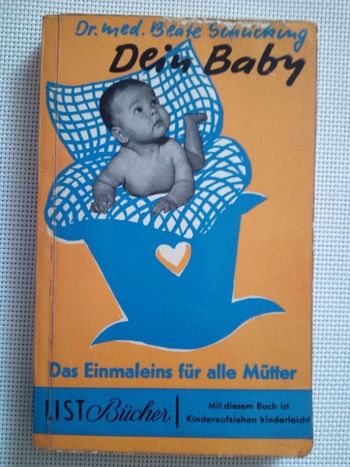 Dr. med. Beate Schücking
Dein Baby
Das Einmaleins für alle Mütter
LIST Bücher
Mit diesem Buch ist
Kinderaufziehen kinderleicht